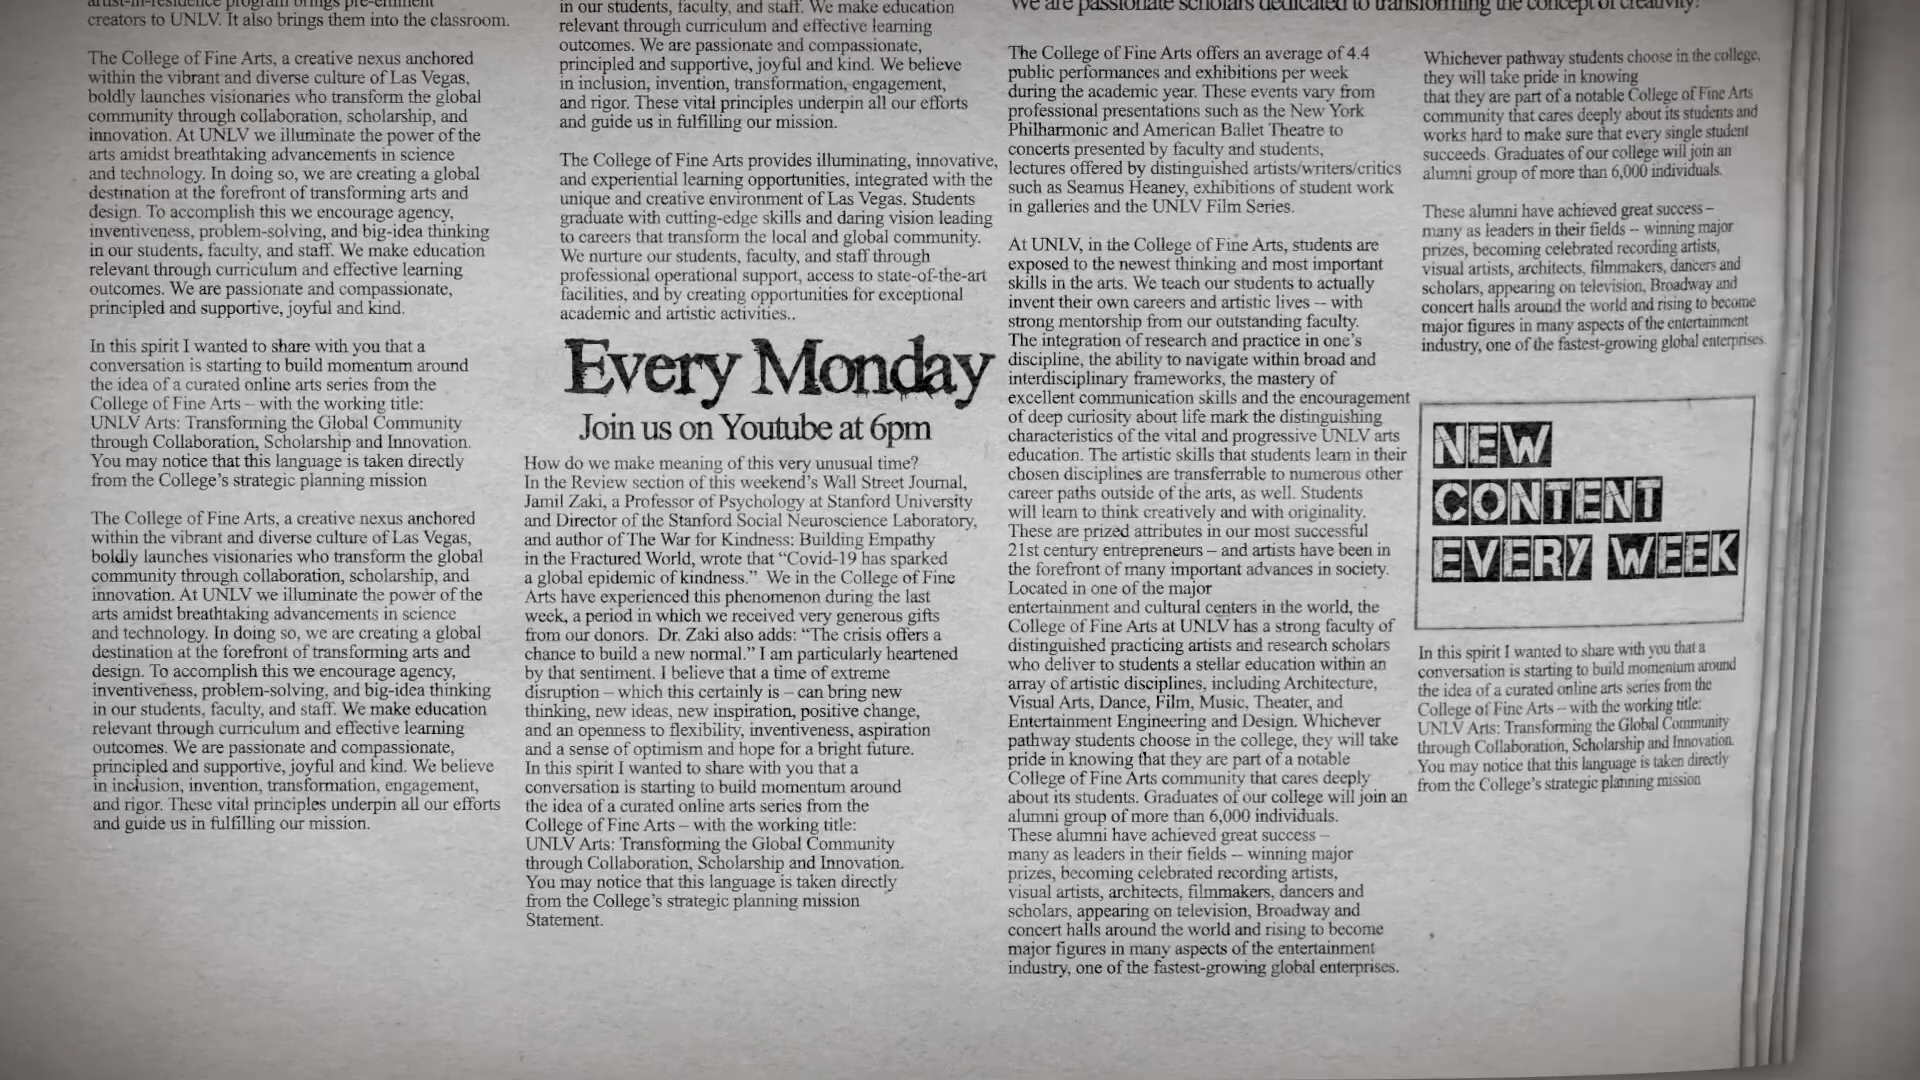 artist-in-residence program brings pre-eminent
creators to UNLV. It also brings them into the classroom.
The College of Fine Arts, a creative nexus anchored
within the vibrant and diverse culture of Las Vegas,
boldly launches visionaries who transform the global
community through collaboration, scholarship, and
innovation. At UNLV we illuminate the power of the
arts amidst breathtaking advancements in science
and technology. In doing so, we are creating a global
destination at the forefront of transforming arts and
design. To accomplish this we encourage agency,
inventiveness, problem-solving, and big-idea thinking
in our students, faculty, and staff. We make education
relevant through curriculum and effective learning
outcomes. We are passionate and compassionate,
principled and supportive, joyful and kind.
In this spirit I wanted to share with you that a
conversation is starting to build momentum around
the idea of a curated online arts series from the
College of Fine Arts – with the working title:
UNLV Arts: Transforming the Global Community
through Collaboration, Scholarship and Innovation.
You may notice that this language is taken directly
from the College's strategic planning mission
The College of Fine Arts, a creative nexus anchored
within the vibrant and diverse culture of Las Vegas,
boldly launches visionaries who transform the global
community through collaboration, scholarship, and
innovation. At UNLV we illuminate the power of the
arts amidst breathtaking advancements in science
and technology. In doing so, we are creating a global
destination at the forefront of transforming arts and
design. To accomplish this we encourage agency,
inventiveness, problem-solving, and big-idea thinking
in our students, faculty, and staff. We make education
relevant through curriculum and effective learning
outcomes. We are passionate and compassionate,
principled and supportive, joyful and kind. We believe
in inclusion, invention, transformation, engagement,
and rigor. These vital principles underpin all our efforts
and guide us in fulfilling our mission.
in our students, faculty, and staff. We make education
relevant through curriculum and effective learning
outcomes. We are passionate and compassionate,
principled and supportive, joyful and kind. We believe
in inclusion, invention, transformation, engagement,
and rigor. These vital principles underpin all our efforts
and guide us in fulfilling our mission.
The College of Fine Arts provides illuminating, innovative,
and experiential learning opportunities, integrated with the
unique and creative environment of Las Vegas. Students
graduate with cutting-edge skills and daring vision leading
to careers that transform the local and global community.
We nurture our students, faculty, and staff through
professional operational support, access to state-of-the-art
facilities, and by creating opportunities for exceptional
academic and artistic activities..
Every Monday
Join us on Youtube at 6pm
How do we make meaning of this very unusual time?
In the Review section of this weekend's Wall Street Journal,
Jamil Zaki, a Professor of Psychology at Stanford University
and Director of the Stanford Social Neuroscience Laboratory,
and author of The War for Kindness: Building Empathy
in the Fractured World, wrote that “Covid-19 has sparked
a global epidemic of kindness.” We in the College of Fine
Arts have experienced this phenomenon during the last
week, a period in which we received very generous gifts
from our donors. Dr. Zaki also adds: “The crisis offers a
chance to build a new normal.” I am particularly heartened
by that sentiment. I believe that a time of extreme
disruption – which this certainly is – can bring new
thinking, new ideas, new inspiration, positive change,
and an openness to flexibility, inventiveness, aspiration
and a sense of optimism and hope for a bright future.
In this spirit I wanted to share with you that a
conversation is starting to build momentum around
the idea of a curated online arts series from the
College of Fine Arts – with the working title:
UNLV Arts: Transforming the Global Community
through Collaboration, Scholarship and Innovation.
You may notice that this language is taken directly
from the College's strategic planning mission
Statement.
We are passionate scholars dedicated to transforming the concept of creativity.
The College of Fine Arts offers an average of 4.4
public performances and exhibitions per week
during the academic year. These events vary from
professional presentations such as the New York
Philharmonic and American Ballet Theatre to
concerts presented by faculty and students,
lectures offered by distinguished artists/writers/critics
such as Seamus Heaney, exhibitions of student work
in galleries and the UNLV Film Series.
At UNLV, in the College of Fine Arts, students are
exposed to the newest thinking and most important
skills in the arts. We teach our students to actually
invent their own careers and artistic lives -- with
strong mentorship from our outstanding faculty.
The integration of research and practice in one's
discipline, the ability to navigate within broad and
interdisciplinary frameworks, the mastery of
excellent communication skills and the encouragement
of deep curiosity about life mark the distinguishing
characteristics of the vital and progressive UNLV arts
education. The artistic skills that students learn in their
chosen disciplines are transferrable to numerous other
career paths outside of the arts, as well. Students
will learn to think creatively and with originality.
These are prized attributes in our most successful
21st century entrepreneurs – and artists have been in
the forefront of many important advances in society.
Located in one of the major
entertainment and cultural centers in the world, the
College of Fine Arts at UNLV has a strong faculty of
distinguished practicing artists and research scholars
who deliver to students a stellar education within an
array of artistic disciplines, including Architecture,
Visual Arts, Dance, Film, Music, Theater, and
Entertainment Engineering and Design. Whichever
pathway students choose in the college, they will take
pride in knowing that they are part of a notable
College of Fine Arts community that cares deeply
about its students. Graduates of our college will join an
alumni group of more than 6,000 individuals.
These alumni have achieved great success –
many as leaders in their fields -- winning major
prizes, becoming celebrated recording artists,
visual artists, architects, filmmakers, dancers and
scholars, appearing on television, Broadway and
concert halls around the world and rising to become
major figures in many aspects of the entertainment
industry, one of the fastest-growing global enterprises.
Whichever pathway students choose in the college,
they will take pride in knowing
that they are part of a notable College of Fine Arts
community that cares deeply about its students and
works hard to make sure that every single student
succeeds. Graduates of our college will join an
alumni group of more than 6,000 individuals.
These alumni have achieved great success –
many as leaders in their fields -- winning major
prizes, becoming celebrated recording artists,
visual artists, architects, filmmakers, dancers and
scholars, appearing on television, Broadway and
concert halls around the world and rising to become
major figures in many aspects of the entertainment
industry, one of the fastest-growing global enterprises.
NEW
CONTENT
EVERY WEEK
In this spirit I wanted to share with you that a
conversation is starting to build momentum around
the idea of a curated online arts series from the
College of Fine Arts – with the working title:
UNLV Arts: Transforming the Global Community
through Collaboration, Scholarship and Innovation.
You may notice that this language is taken directly
from the College's strategic planning mission